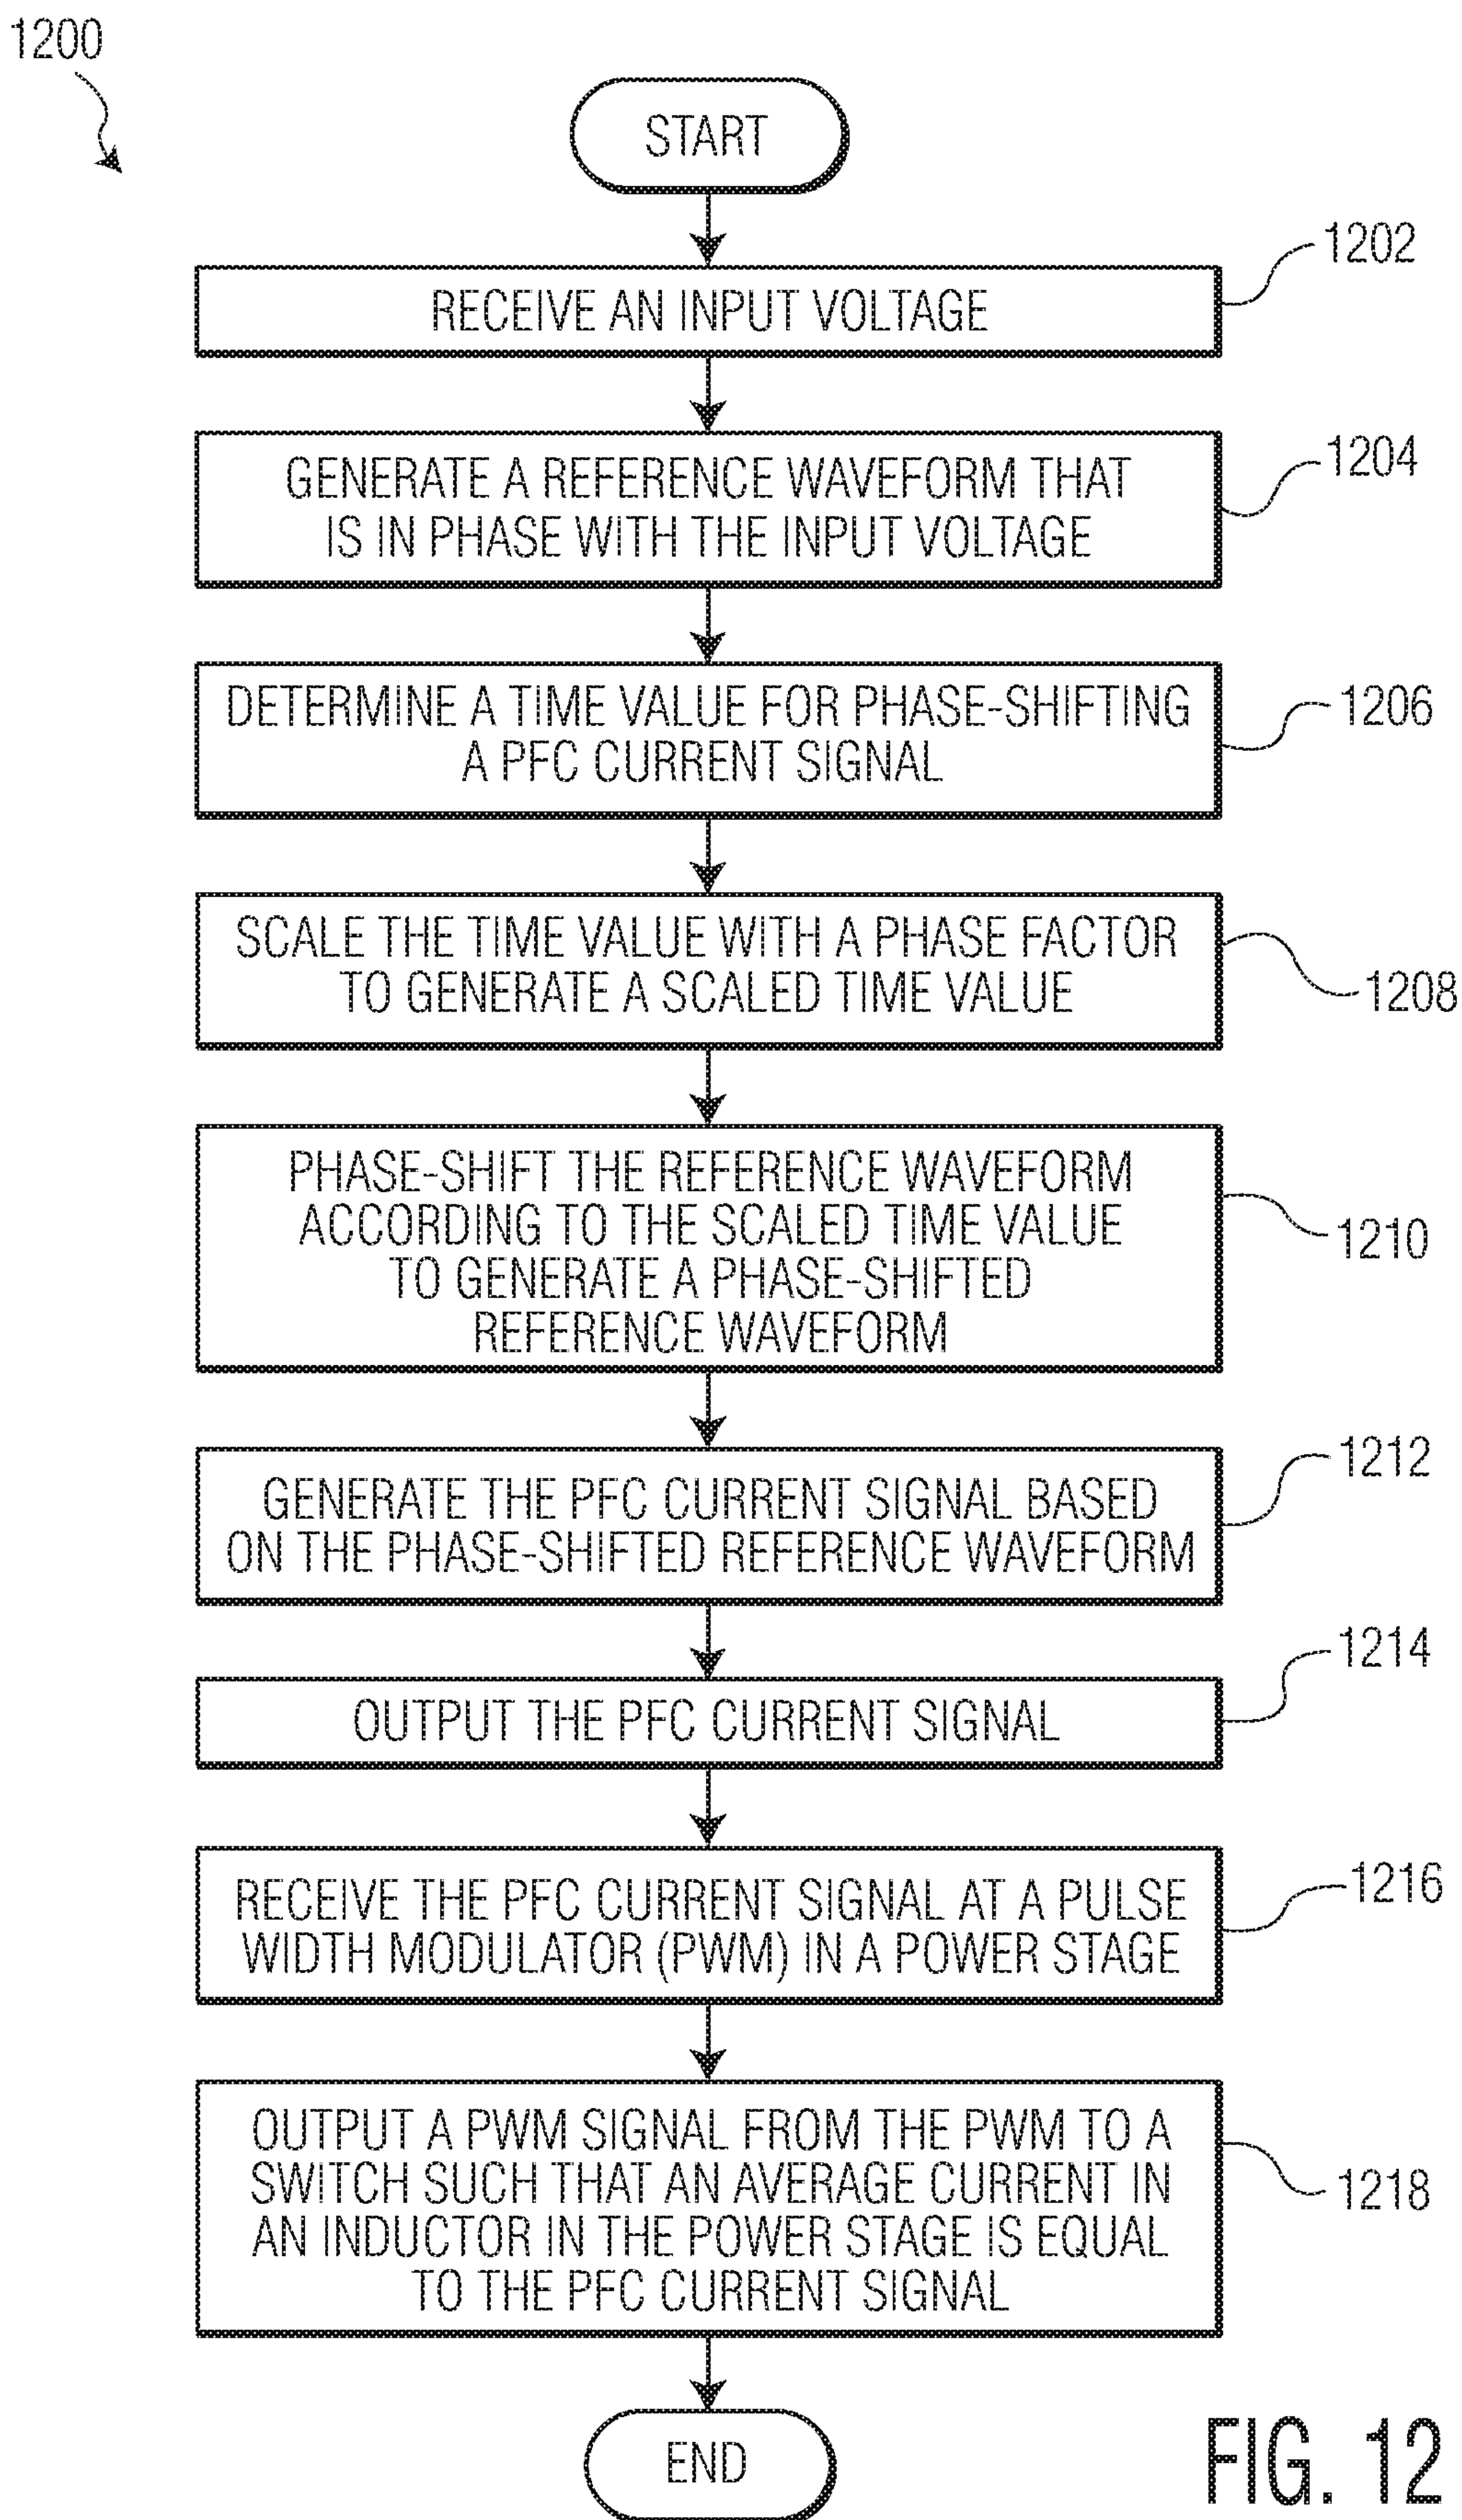 1200
START
1202
RECEIVE AN INPUT VOLTAGE
1204
GENERATE A REFERENCE WAVEFORM THAT
IS IN PHASE WITH THE INPUT VOLTAGE
1206
DETERMINE A TIME VALUE FOR PHASE-SHIFTING
A PFC CURRENT SIGNAL
SCALE THE TIME VALUE WITH A PHASE FACTOR
TO GENERATE A SCALED TIME VALUE
1208
PHASE-SHIFT THE REFERENCE WAVEFORM
ACCORDING TO THE SCALED TIME VALUE
TO GENERATE A PHASE-SHIFTED
REFERENCE WAVEFORM
1210
1212
GENERATE THE PFC CURRENT SIGNAL BASED
ON THE PHASE-SHIFTED REFERENCE WAVEFORM
1214
OUTPUT THE PFC CURRENT SIGNAL
1216
RECEIVE THE PFC CURRENT SIGNAL AT A PULSE
WIDTH MODULATOR (PWM) IN A POWER STAGE
OUTPUT A PWM SIGNAL FROM THE PWM TO A
SWITCH SUCH THAT AN AVERAGE CURRENT IN
AN INDUCTOR IN THE POWER STAGE IS EQUAL
TO THE PFC CURRENT SIGNAL
1218
END
FIG. 12